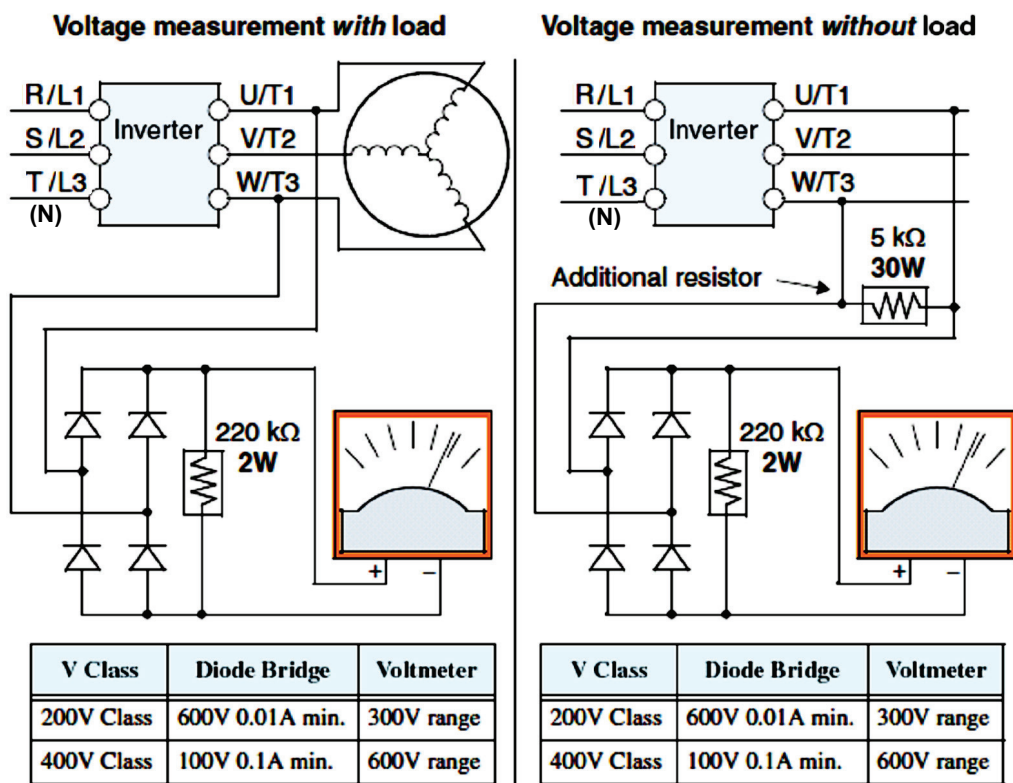 Voltage measurement with load
R/L1
U/T1
Inverter
S/L2
V/T2
T/L3
W/T3
(N)
220 kΩ
2W
+
−
V Class Diode Bridge Voltmeter
200V Class 600V 0.01A min. 300V range
400V Class 100V 0.1A min. 600V range
Voltage measurement without load
R/L1
U/T1
Inverter
S/L2
V/T2
T/L3
W/T3
(N)
5 kΩ
30W
Additional resistor
220 kΩ
2W
+
−
V Class Diode Bridge Voltmeter
200V Class 600V 0.01A min. 300V range
400V Class 100V 0.1A min. 600V range